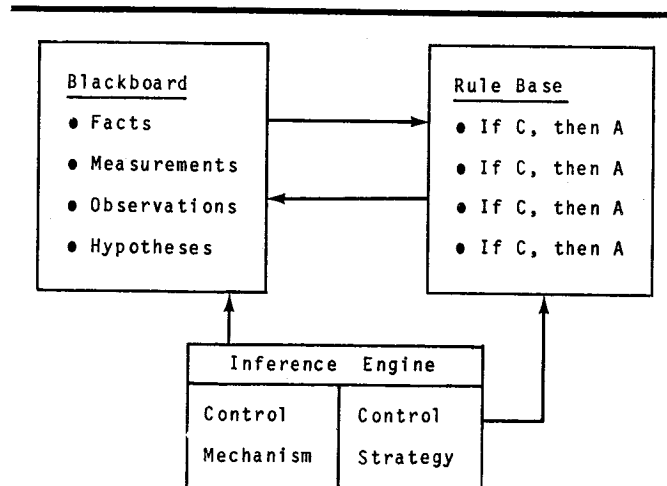 Blackboard
• Facts
• Measurements
• Observations
• Hypotheses
Rule Base
• If C, then A
• If C, then A
• If C, then A
• If C, then A
Inference Engine
Control
Mechanism
Control
Strategy